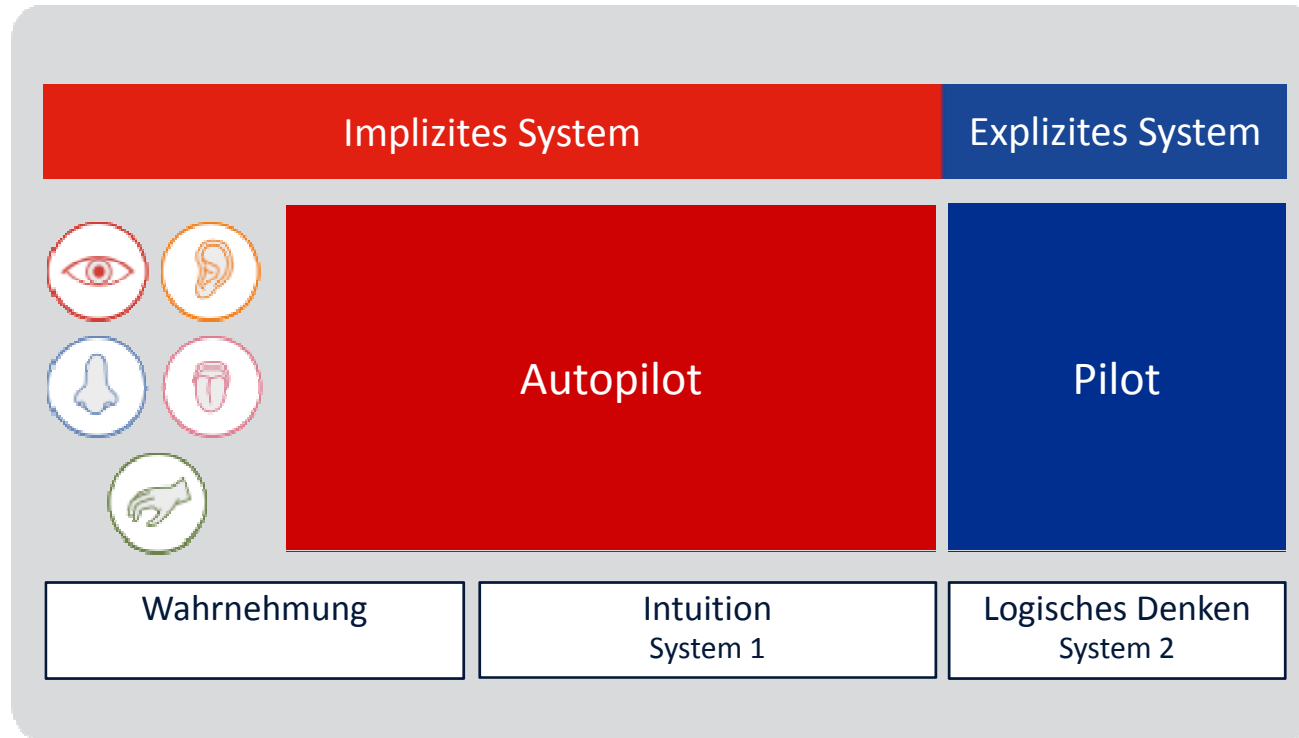 Implizites System
Explizites System
Autopilot
Pilot
Wahrnehmung
Intuition
System 1
Logisches Denken
System 2